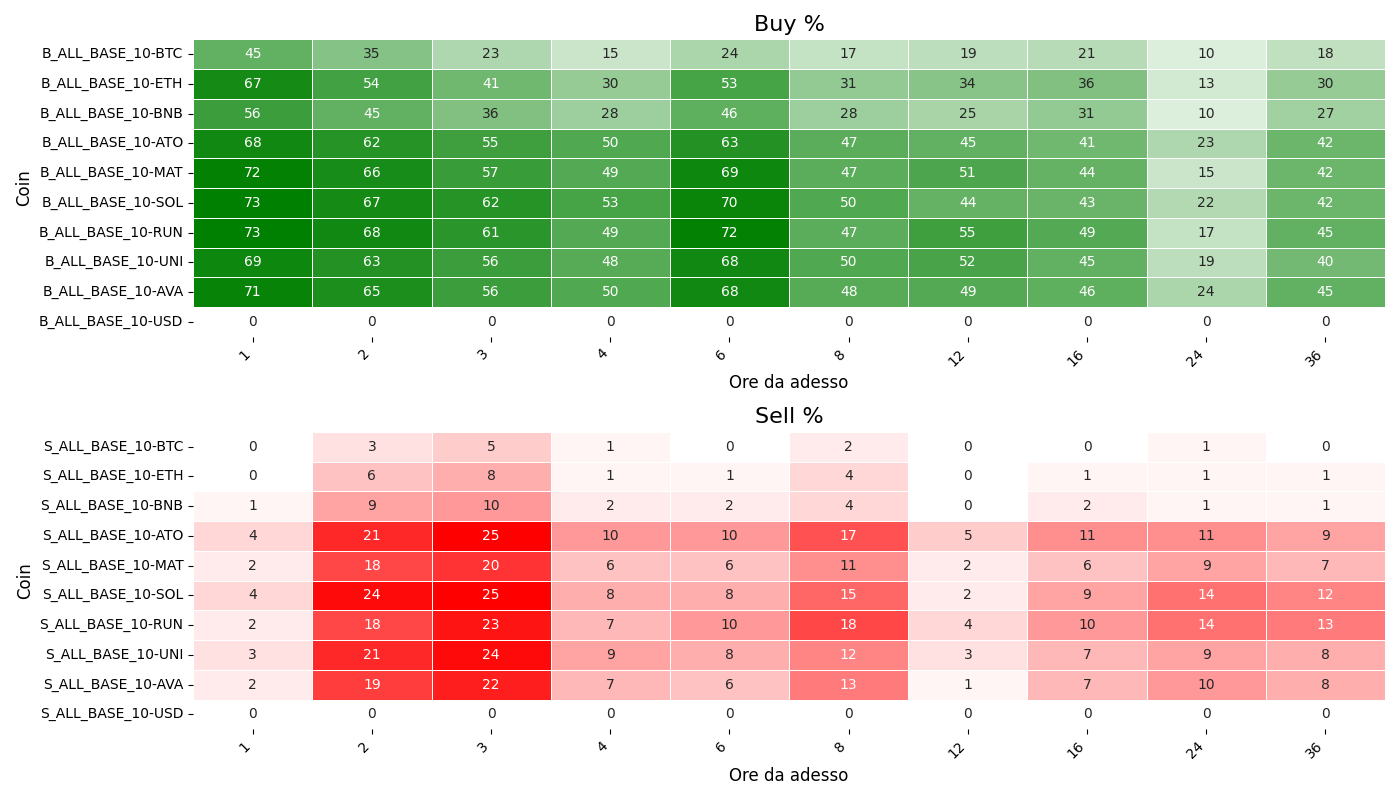 Buy %
Coin
B_ALL_BASE_10-BTC 45 35 23 15 24 17 19 21 10 18
B_ALL_BASE_10-ETH 67 54 41 30 53 31 34 36 13 30
B_ALL_BASE_10-BNB 56 45 36 28 46 28 25 31 10 27
B_ALL_BASE_10-ATO 68 62 55 50 63 47 45 41 23 42
B_ALL_BASE_10-MAT 72 66 57 49 69 47 51 44 15 42
B_ALL_BASE_10-SOL 73 67 62 53 70 50 44 43 22 42
B_ALL_BASE_10-RUN 73 68 61 49 72 47 55 49 17 45
B_ALL_BASE_10-UNI 69 63 56 48 68 50 52 45 19 40
B_ALL_BASE_10-AVA 71 65 56 50 68 48 49 46 24 45
B_ALL_BASE_10-USD 0 0 0 0 0 0 0 0 0 0
1 2 3 4 6 8 12 16 24 36
Ore da adesso
Sell %
Coin
S_ALL_BASE_10-BTC 0 3 5 1 0 2 0 0 1 0
S_ALL_BASE_10-ETH 0 6 8 1 1 4 0 1 1 1
S_ALL_BASE_10-BNB 1 9 10 2 2 4 0 2 1 1
S_ALL_BASE_10-ATO 4 21 25 10 10 17 5 11 11 9
S_ALL_BASE_10-MAT 2 18 20 6 6 11 2 6 9 7
S_ALL_BASE_10-SOL 4 24 25 8 8 15 2 9 14 12
S_ALL_BASE_10-RUN 2 18 23 7 10 18 4 10 14 13
S_ALL_BASE_10-UNI 3 21 24 9 8 12 3 7 9 8
S_ALL_BASE_10-AVA 2 19 22 7 6 13 1 7 10 8
S_ALL_BASE_10-USD 0 0 0 0 0 0 0 0 0 0
1 2 3 4 6 8 12 16 24 36
Ore da adesso